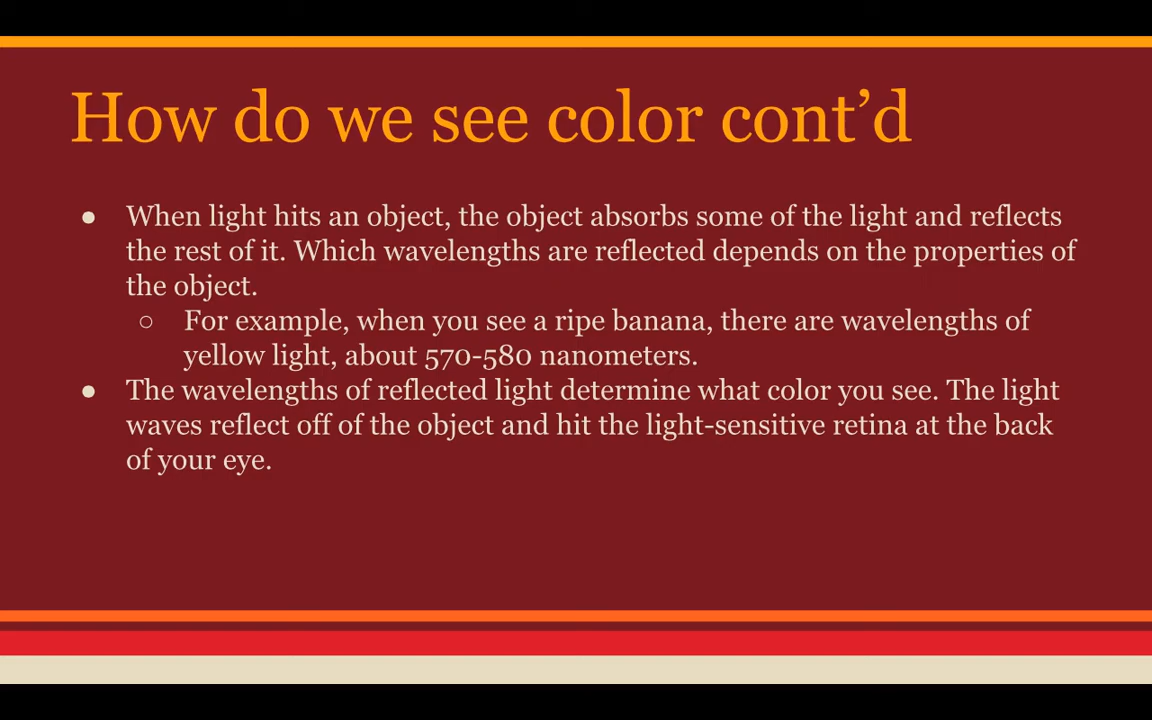 How do we see color cont’d
● When light hits an object, the object absorbs some of the light and reflects
the rest of it. Which wavelengths are reflected depends on the properties of
the object.
○ For example, when you see a ripe banana, there are wavelengths of
yellow light, about 570-580 nanometers.
● The wavelengths of reflected light determine what color you see. The light
waves reflect off of the object and hit the light-sensitive retina at the back
of your eye.